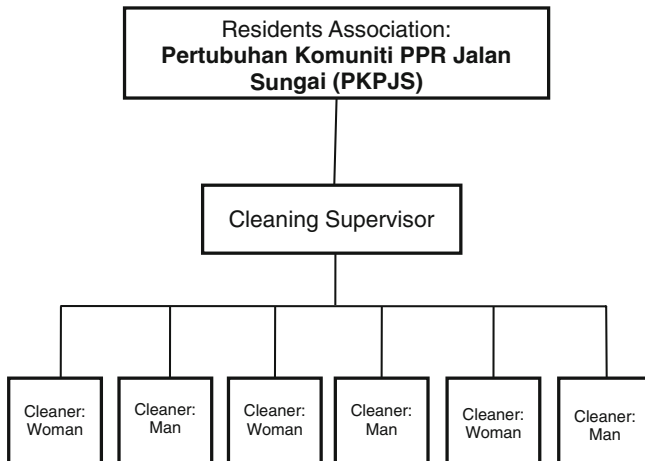 Residents Association:
Pertubuhan Komuniti PPR Jalan
Sungai (PKPJS)
Cleaning Supervisor
Cleaner:
Woman
Cleaner:
Man
Cleaner:
Woman
Cleaner:
Man
Cleaner:
Woman
Cleaner:
Man